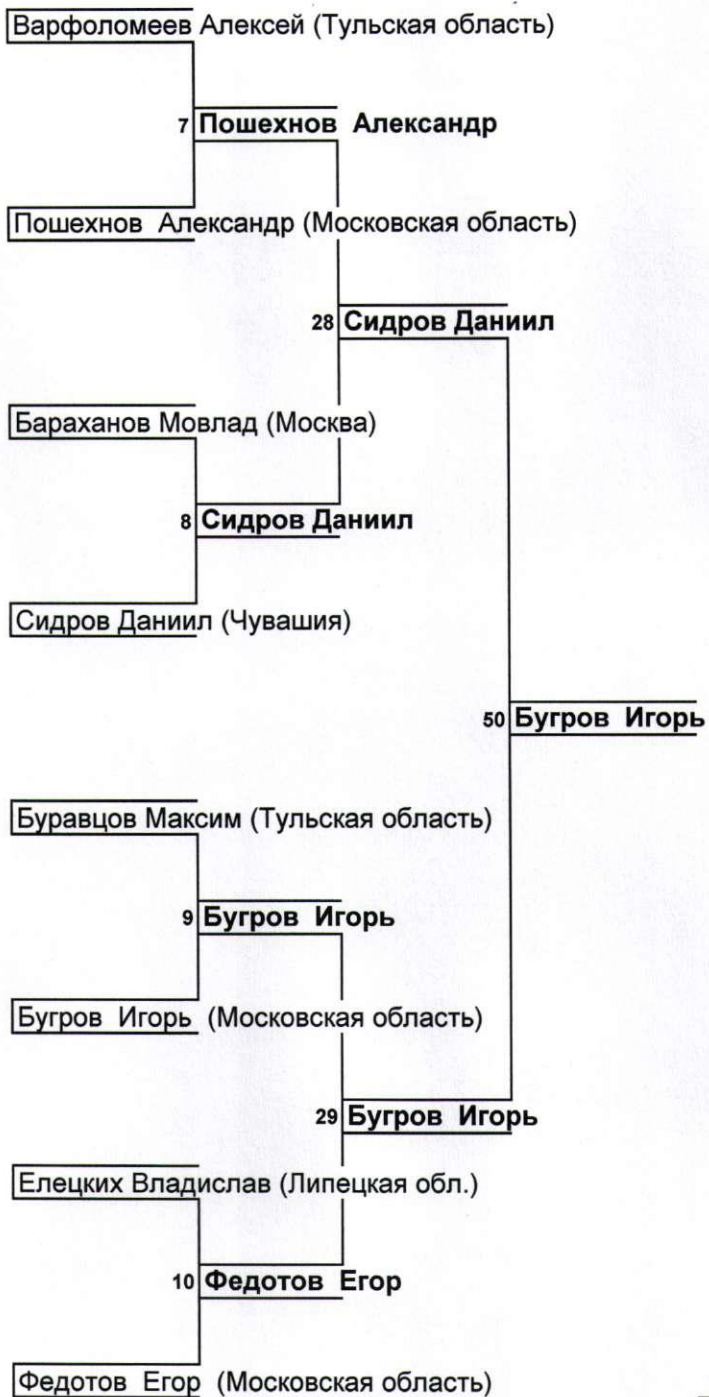 Варфоломеев Алексей (Тульская область)
7 Пошехнов Александр
Пошехнов Александр (Московская область)
28 Сидров Даниил
Бараханов Мовлад (Москва)
8 Сидров Даниил
Сидров Даниил (Чувашия)
50 Бугров Игорь
Буравцов Максим (Тульская область)
9 Бугров Игорь
Бугров Игорь (Московская область)
29 Бугров Игорь
Елецких Владислав (Липецкая обл.)
10 Федотов Егор
Федотов Егор (Московская область)